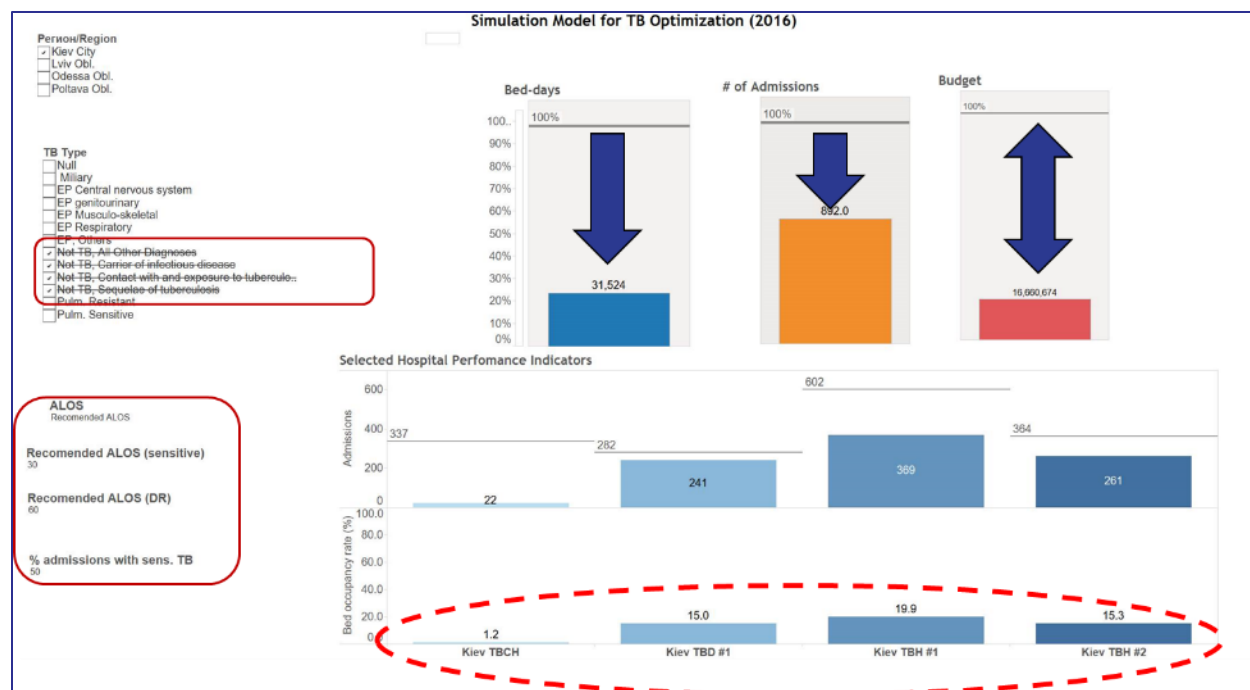 Simulation Model for TB Optimization (2016)
Регион/Region
Kiev City
Lviv Obl.
Odessa Obl.
Poltava Obl.
TB Type
Null
Miliary
EP Central nervous system
EP genitourinary
EP Musculo-skeletal
EP Respiratory
EP, Others
Not TB, All Other Diagnoses
Not TB, Carrier of infectious disease
Not TB, Contact with and exposure to tuberculo..
Not TB, Sequelae of tuberculosis
Pulm. Resistant
Pulm. Sensitive
ALOS
Recomended ALOS
Recomended ALOS (sensitive)
30
Recomended ALOS (DR)
60
% admissions with sens. TB
50
Bed-days
100..
90%
80%
70%
60%
50%
40%
30%
20%
10%
0%
100%
31,524
# of Admissions
100%
892.0
Budget
100%
16,660,674
Selected Hospital Perfomance Indicators
Admissions
600
400
200
0
337
282
602
364
22
241
369
261
Bed occupancy rate (%)
100.0
80.0
60.0
40.0
20.0
0.0
1.2
15.0
19.9
15.3
Kiev TBCH
Kiev TBD #1
Kiev TBH #1
Kiev TBH #2